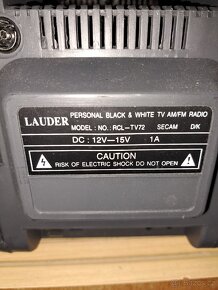 LAUDER
PERSONAL BLACK & WHITE TV AM/FM RADIO
MODEL : NO.: RCL-TV72 SECAM D/K
DC : 12V—15V 1A
CAUTION
RISK OF ELECTRIC SHOCK DO NOT OPEN